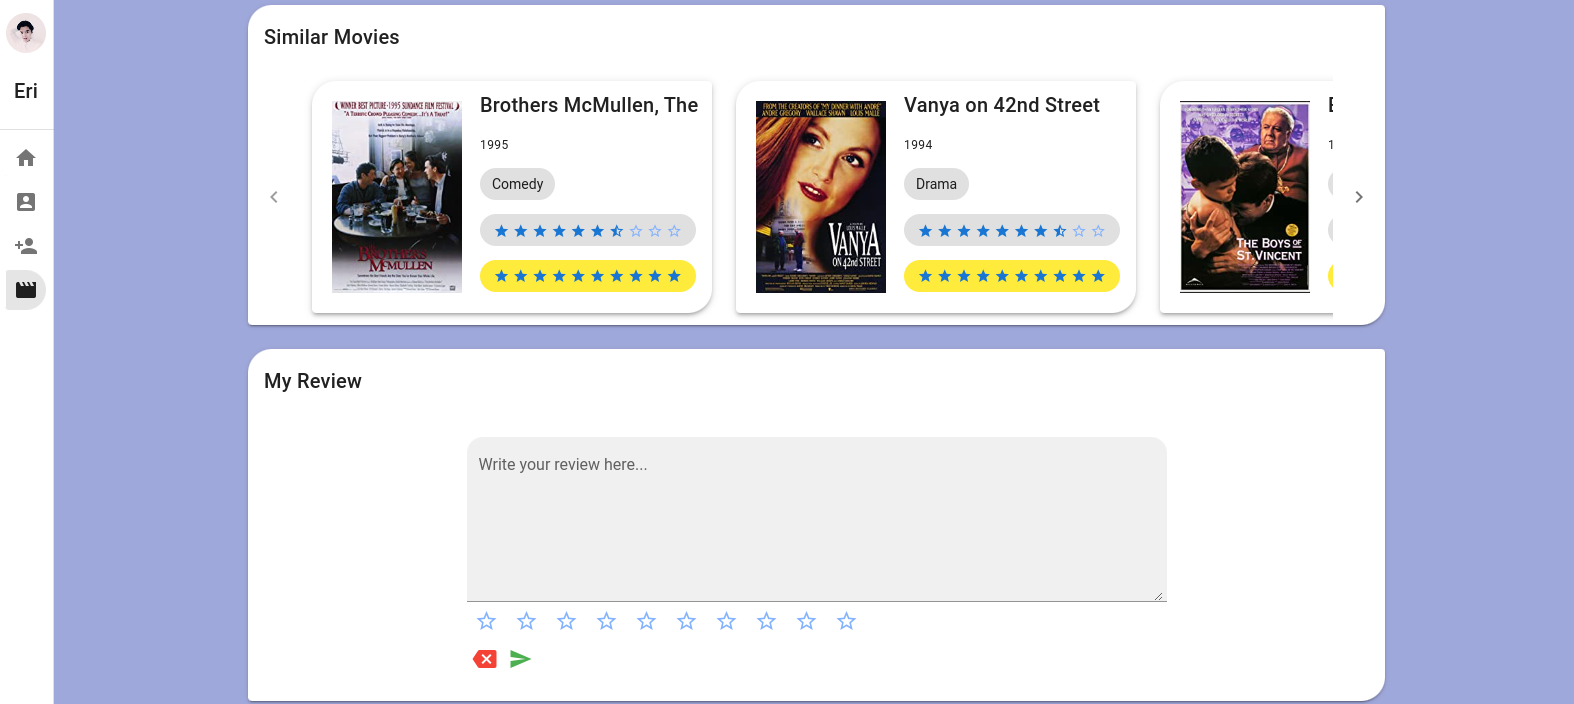 Eri
Similar Movies
WINNER BEST PICTURE-1995 SUNDANCE FILM FESTIVAL
"A TERRIFIC CROWD PLEASING COMEDY...IT'S A TREAT!"
THE
BROTHERS
MCMULLEN
Brothers McMullen, The
1995
Comedy
FROM THE CREATORS OF "MY DINNER WITH ANDRE"
ANDRE GREGORY WALLACE SHAWN LOUIS MALLE
VANYA
ON 42nd STREET
Vanya on 42nd Street
1994
Drama
THE BOYS OF
ST. VINCENT
My Review
Write your review here...